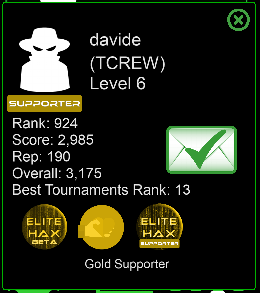 davide
(TCREW)
Level 6
SUPPORTER
Rank: 924
Score: 2,985
Rep: 190
Overall: 3,175
Best Tournaments Rank: 13
ELITE
HAX
BETA
ELITE
HAX
SUPPORTER
Gold Supporter